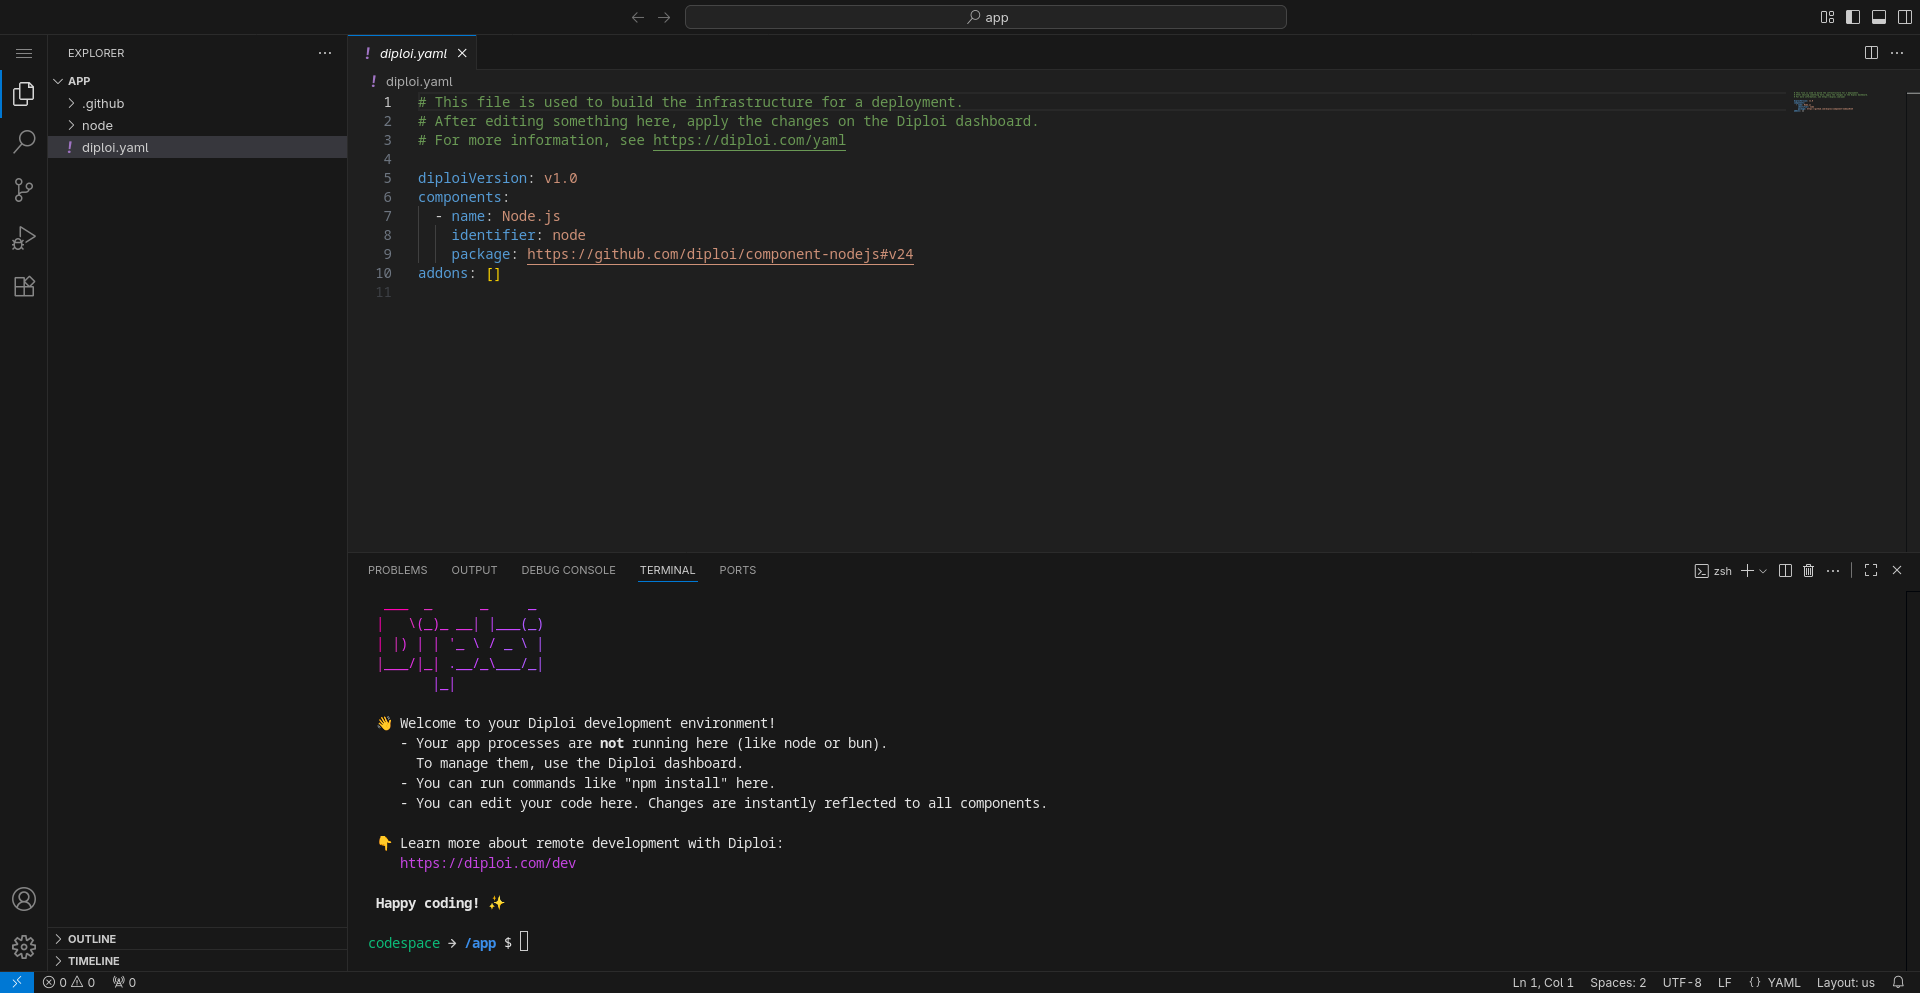 app
EXPLORER
APP
.github
node
diploi.yaml
OUTLINE
TIMELINE
diploi.yaml
diploi.yaml
1 # This file is used to build the infrastructure for a deployment.
2 # After editing something here, apply the changes on the Diploi dashboard.
3 # For more information, see https://diploi.com/yaml
4
5 diploiVersion: v1.0
6 components:
7   - name: Node.js
8     identifier: node
9     package: https://github.com/diploi/component-nodejs#v24
10 addons: []
11
PROBLEMS OUTPUT DEBUG CONSOLE TERMINAL PORTS
zsh
 ___  _      _     _
|   \(_)_ __| |___(_)
| |) | | '_ \ / _ \ |
|___/|_| .__/_\___/_|
       |_|
👋 Welcome to your Diploi development environment!
- Your app processes are not running here (like node or bun).
To manage them, use the Diploi dashboard.
- You can run commands like "npm install" here.
- You can edit your code here. Changes are instantly reflected to all components.
👇 Learn more about remote development with Diploi:
https://diploi.com/dev
Happy coding! ✨
codespace → /app $
0 0 0 Ln 1, Col 1 Spaces: 2 UTF-8 LF {} YAML Layout: us